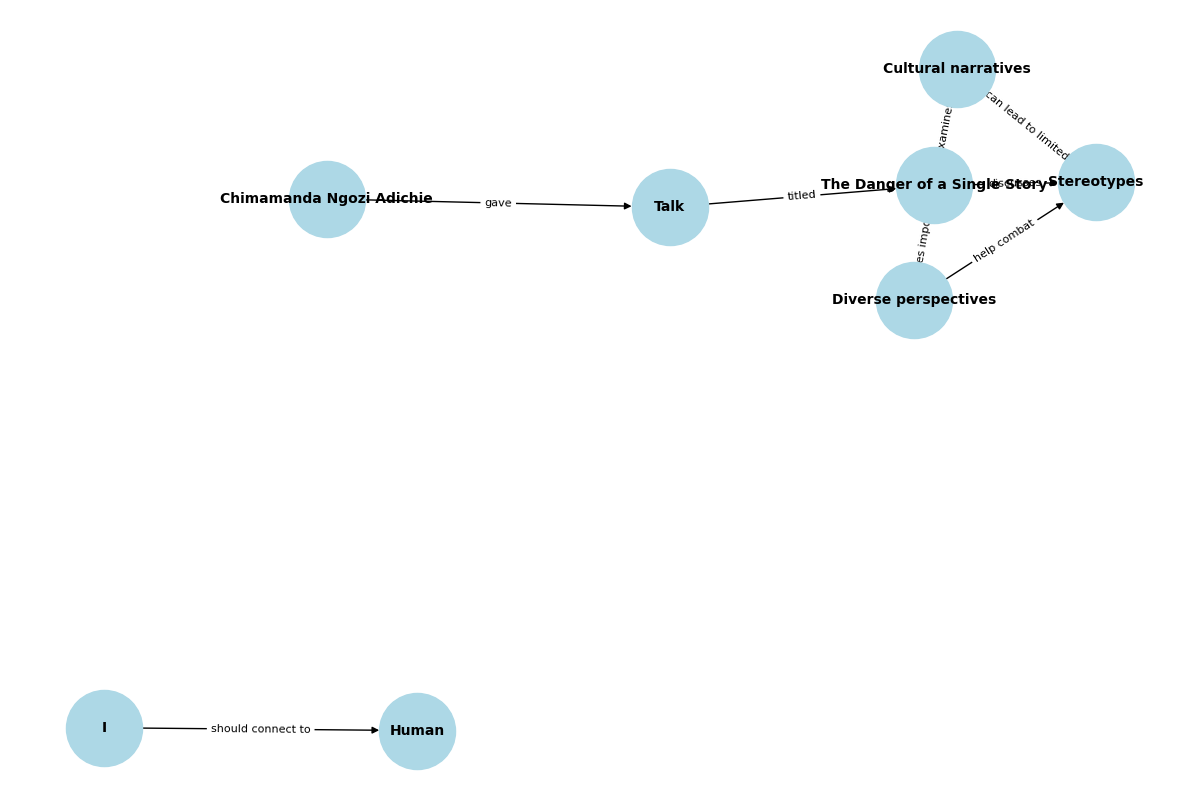 Cultural narratives
can lead to limited
xamine
The Danger of a Single Story
discusses
Stereotypes
Chimamanda Ngozi Adichie
gave
Talk
titled
es impo
help combat
Diverse perspectives
I
should connect to
Human